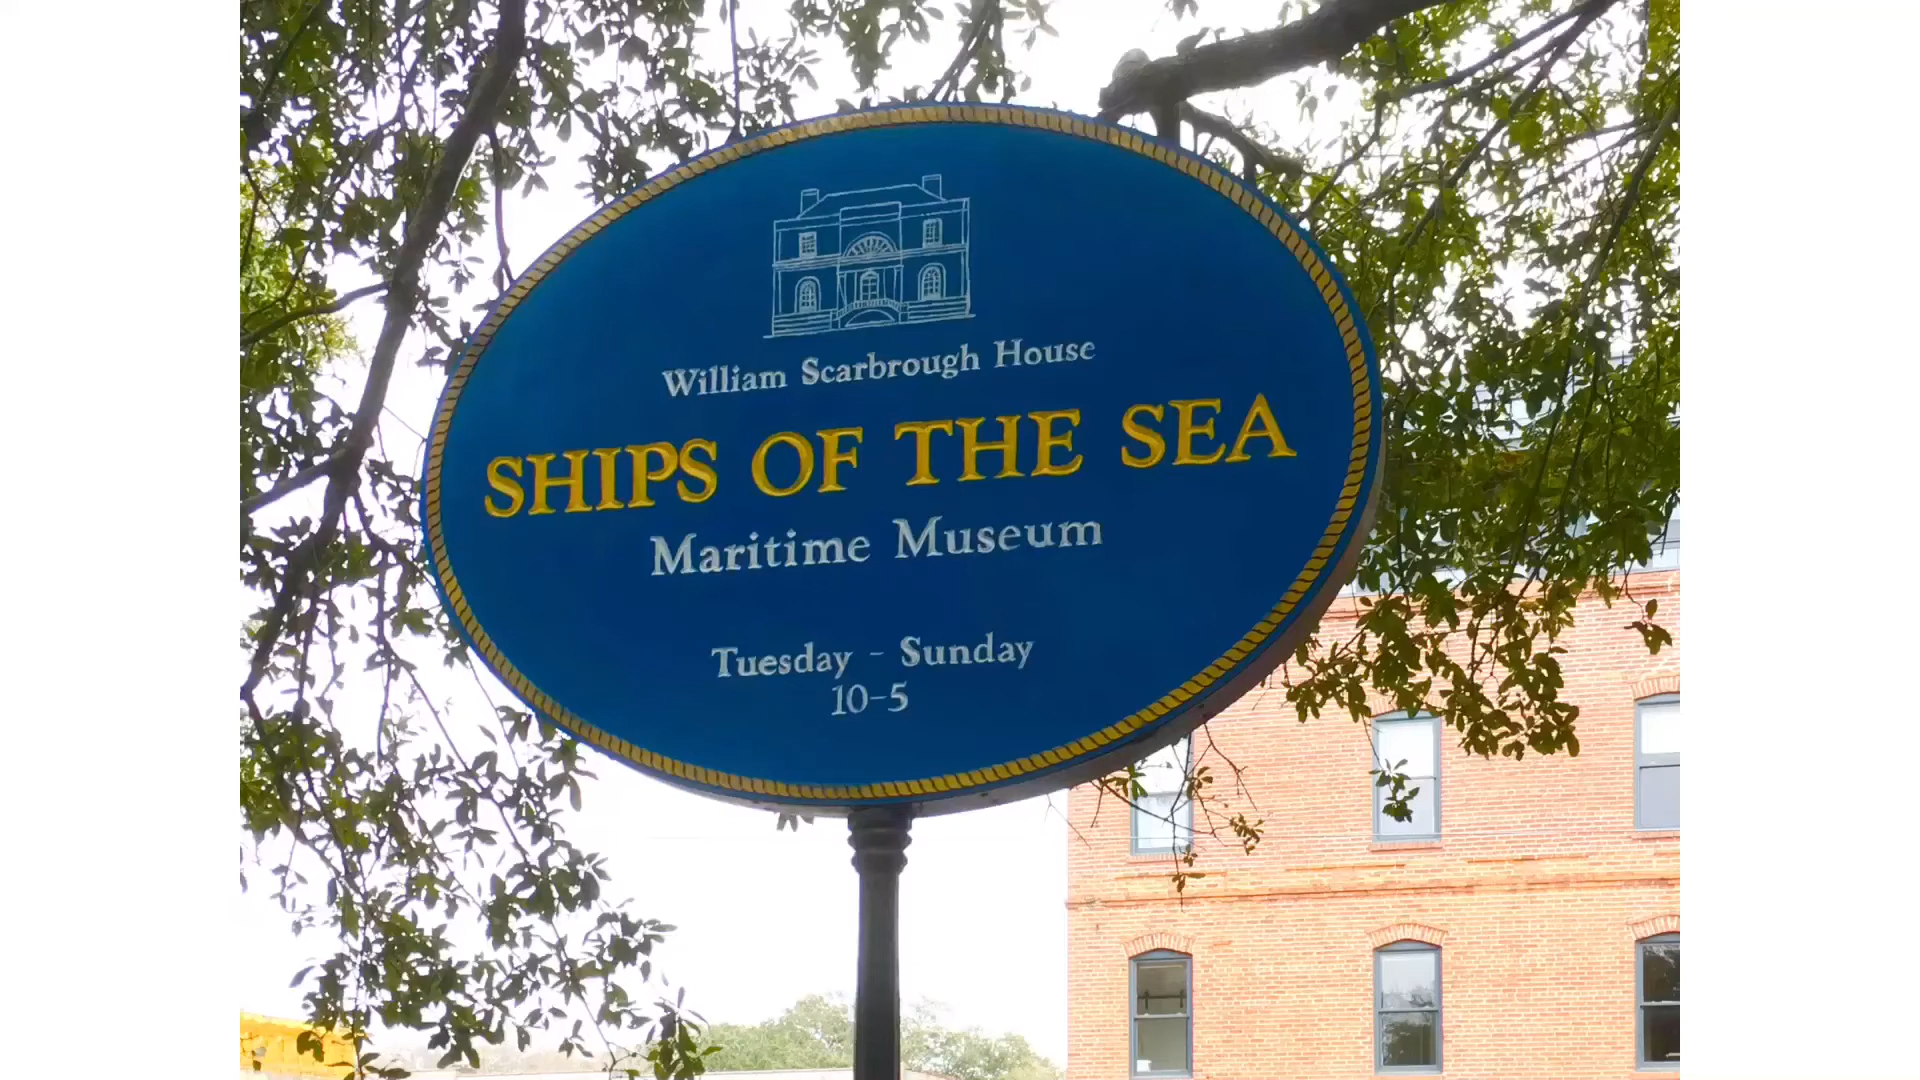 William Scarbrough House
SHIPS OF THE SEA
Maritime Museum
Tuesday - Sunday
10-5